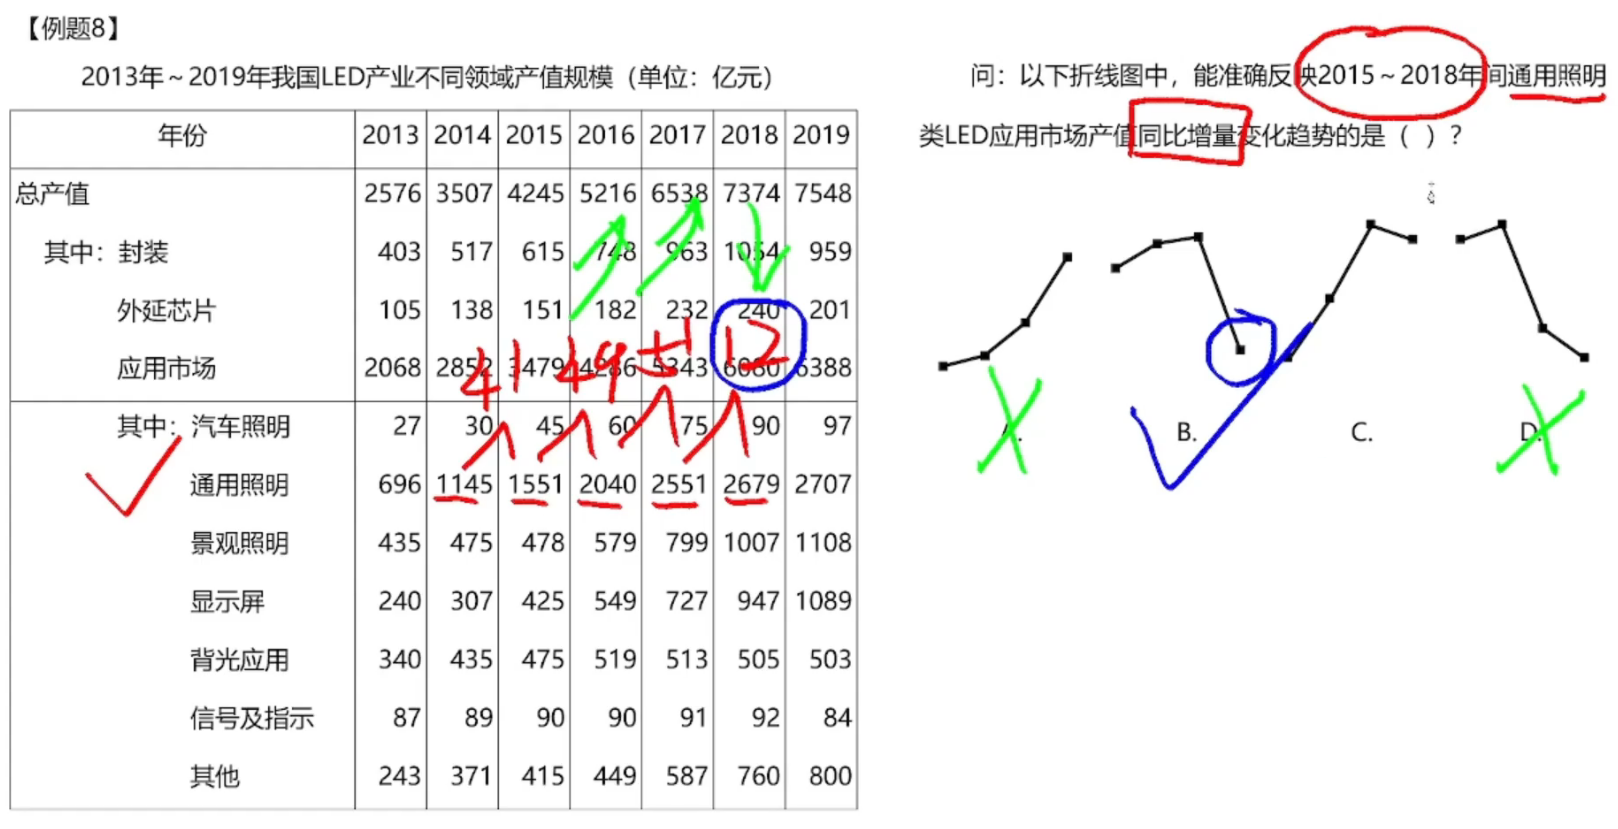 【例题8】
2013年～2019年我国LED产业不同领域产值规模（单位：亿元）
年份 2013 2014 2015 2016 2017 2018 2019
总产值 2576 3507 4245 5216 6538 7374 7548
其中：封装 403 517 615 748 963 1054 959
外延芯片 105 138 151 182 232 240 201
应用市场 2068 2852 3479 4286 5343 6080 6388
41 49 51 12
其中：汽车照明 27 30 45 60 75 90 97
通用照明 696 1145 1551 2040 2551 2679 2707
景观照明 435 475 478 579 799 1007 1108
显示屏 240 307 425 549 727 947 1089
背光应用 340 435 475 519 513 505 503
信号及指示 87 89 90 90 91 92 84
其他 243 371 415 449 587 760 800
问：以下折线图中，能准确反映2015～2018年间通用照明
类LED应用市场产值同比增量变化趋势的是（ ）？
A. B. C. D.